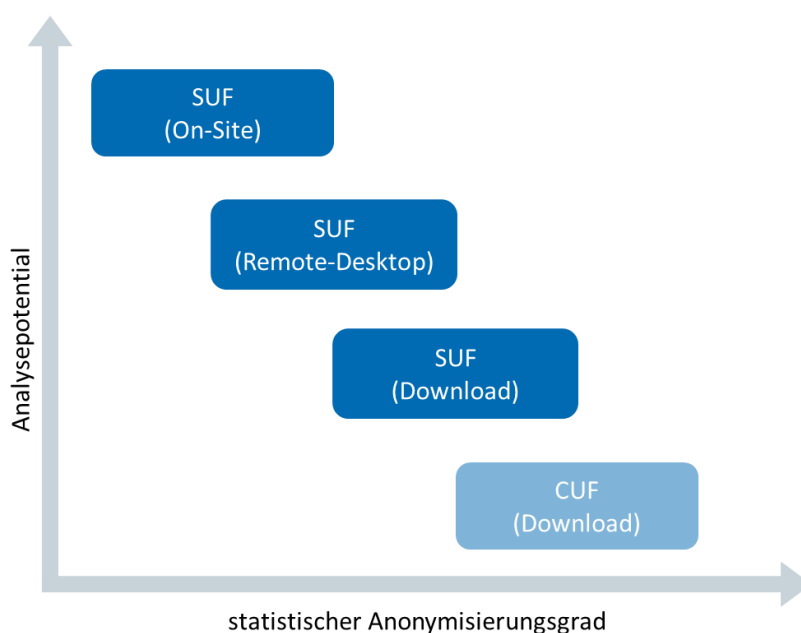 SUF
(On-Site)
SUF
(Remote-Desktop)
SUF
(Download)
CUF
(Download)
Analysepotential
statistischer Anonymisierungsgrad